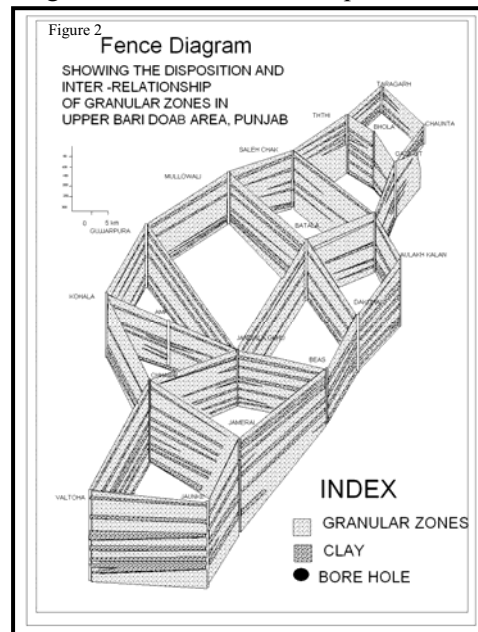 Figure 2
Fence Diagram
SHOWING THE DISPOSITION AND
INTER -RELATIONSHIP
OF GRANULAR ZONES IN
UPPER BARI DOAB AREA, PUNJAB
TARAGARH
THTHI
CHAUNTA
BHOLA
SALEH CHAK
MULLOWALI
0 5 km
GUJJARPURA
BATALA
AULAKH KALAN
KOHALA
BEAS
JAMERAI
VALTOHA
INDEX
GRANULAR ZONES
CLAY
BORE HOLE